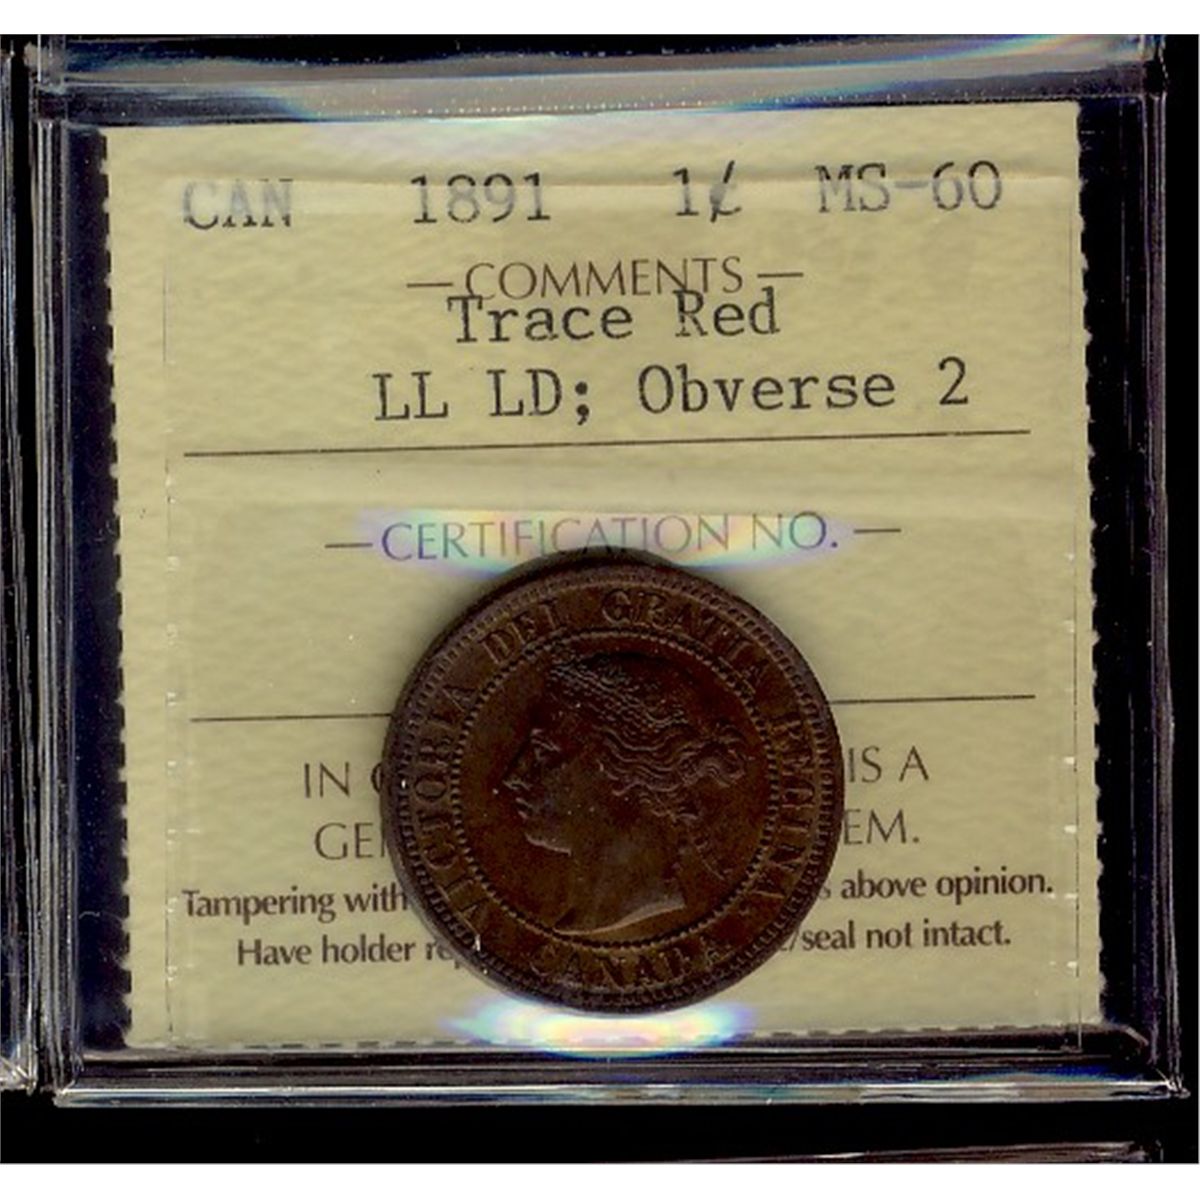 CAN 1891 1¢ MS-60
— COMMENTS —
Trace Red
LL LD; Obverse 2
— CERTIFICATION NO. —
IN IS A
GE EM.
Tampering with above opinion.
Have holder re /seal not intact.
VICTORIA DEI GRATIA REGINA.
CANADA